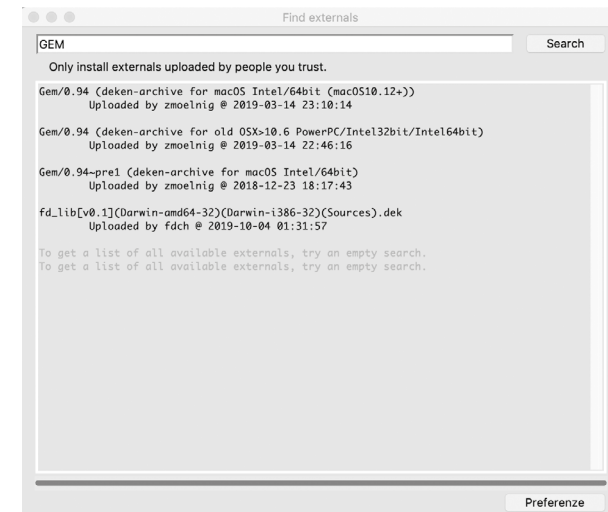 Find externals
GEM
Search
Only install externals uploaded by people you trust.
Gem/0.94 (deken-archive for macOS Intel/64bit (macOS10.12+))
Uploaded by zmoelnig @ 2019-03-14 23:10:14
Gem/0.94 (deken-archive for old OSX>10.6 PowerPC/Intel32bit/Intel64bit)
Uploaded by zmoelnig @ 2019-03-14 22:46:16
Gem/0.94~pre1 (deken-archive for macOS Intel/64bit)
Uploaded by zmoelnig @ 2018-12-23 18:17:43
fd_lib[v0.1](Darwin-amd64-32)(Darwin-i386-32)(Sources).dek
Uploaded by fdch @ 2019-10-04 01:31:57
To get a list of all available externals, try an empty search.
To get a list of all available externals, try an empty search.
Preferenze